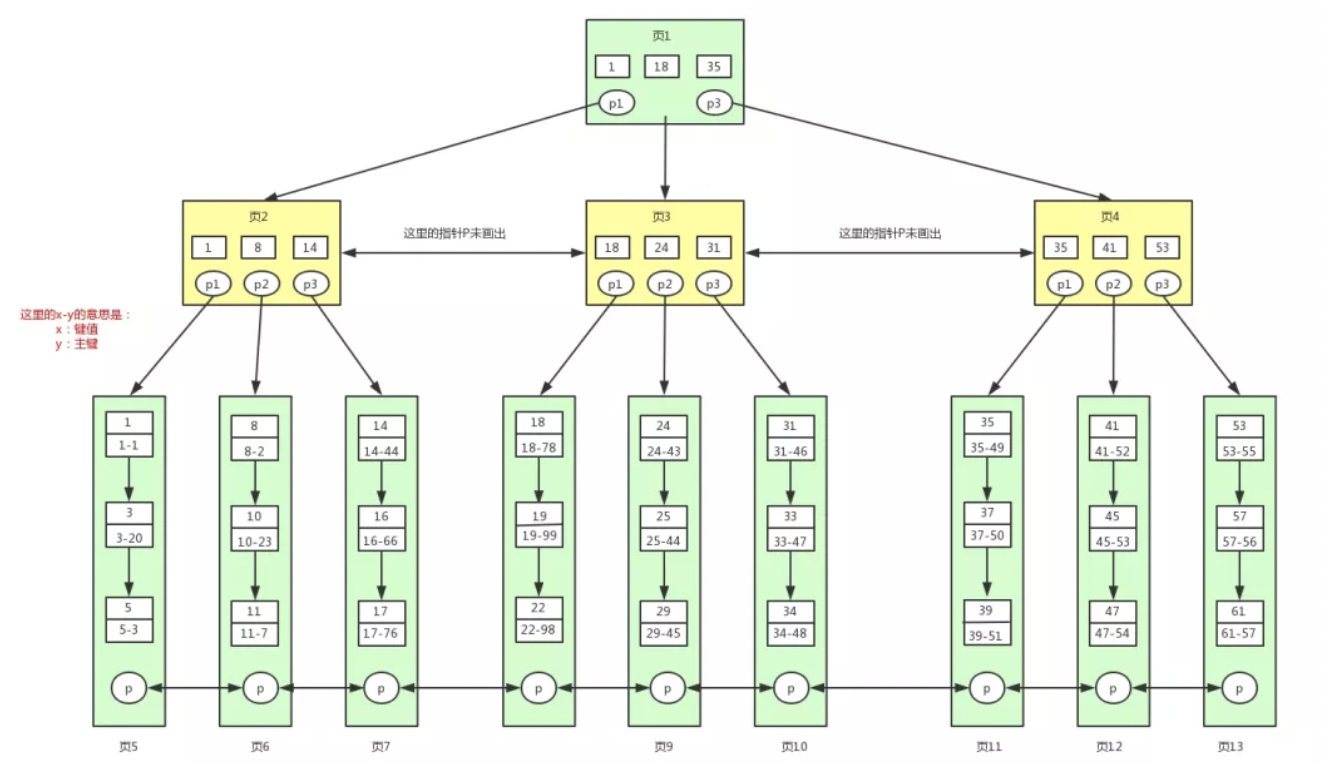 页1
1 18 35
p1 p3
页2 页3 页4
这里的指针P未画出 这里的指针P未画出
1 8 14 18 24 31 35 41 53
p1 p2 p3 p1 p2 p3 p1 p2 p3
这里的x-y的意思是：
x：键值
y：主键
1 8 14 18 24 31 35 41 53
1-1 8-2 14-44 18-78 24-43 31-46 35-49 41-52 53-55
3 10 16 19 25 33 37 45 57
3-20 10-23 16-66 19-99 25-44 33-47 37-50 45-53 57-56
5 11 17 22 29 34 39 47 61
5-3 11-7 17-76 22-98 29-45 34-48 39-51 47-54 61-57
p p p p p p p p p
页5 页6 页7 页9 页10 页11 页12 页13